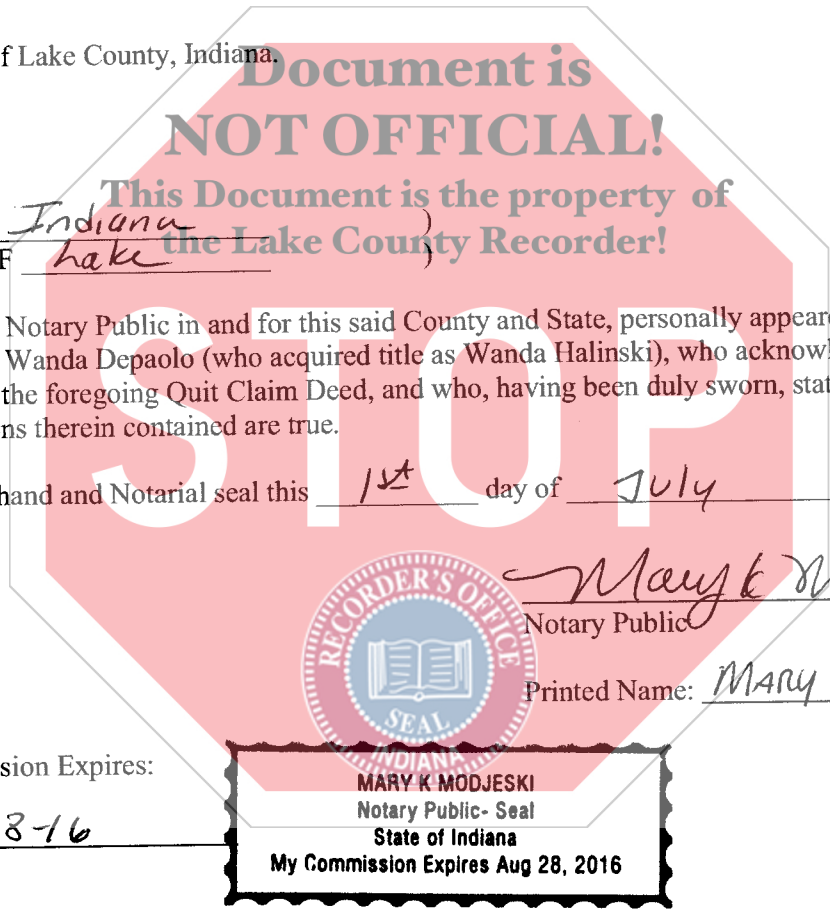 f Lake County, Indiana.
Document is
NOT OFFICIAL!
This Document is the property of
the Lake County Recorder!
Indiana )
F Lake )
Notary Public in and for this said County and State, personally appeare
Wanda Depaolo (who acquired title as Wanda Halinski), who acknowl
the foregoing Quit Claim Deed, and who, having been duly sworn, stat
ns therein contained are true.
STOP
hand and Notarial seal this 1st day of July
Mary K M
Notary Public
RECORDER'S OFFICE
SEAL
INDIANA
Printed Name: MARY
sion Expires:
8-16
MARY K MODJESKI
Notary Public- Seal
State of Indiana
My Commission Expires Aug 28, 2016